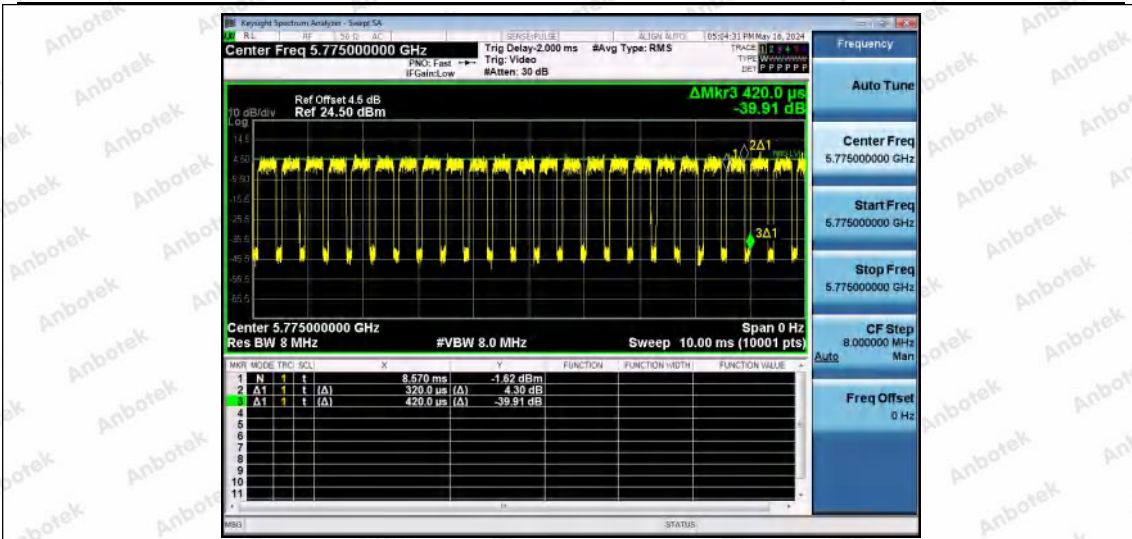 Keysight Spectrum Analyzer - Swept SA
RL RF 50 Ω AC SENSE:PULSE ALIGN AUTO 05:04:31 PM May 16, 2024
Center Freq 5.775000000 GHz
PNO: Fast
IFGain:Low
Trig Delay-2.000 ms
Trig: Video
#Atten: 30 dB
#Avg Type: RMS
TRACE 1 2 3 4 5 6
TYPE
DET P P P P P P
Ref Offset 4.5 dB
10 dB/div Ref 24.50 dBm
Log
ΔMkr3 420.0 µs
-39.91 dB
14.5
4.50
-5.50
-15.5
-25.5
-35.5
-45.5
-55.5
-65.5
1
2Δ1
3Δ1
Center 5.775000000 GHz Span 0 Hz
Res BW 8 MHz #VBW 8.0 MHz Sweep 10.00 ms (10001 pts)
MKR MODE TRC SCL X Y FUNCTION FUNCTION WIDTH FUNCTION VALUE
1 N 1 t 8.570 ms -1.62 dBm
2 Δ1 1 t (Δ) 320.0 µs (Δ) 4.30 dB
3 Δ1 1 t (Δ) 420.0 µs (Δ) -39.91 dB
4
5
6
7
8
9
10
11
MSG STATUS
Frequency
Auto Tune
Center Freq
5.775000000 GHz
Start Freq
5.775000000 GHz
Stop Freq
5.775000000 GHz
CF Step
8.000000 MHz
Auto Man
Freq Offset
0 Hz
Anbotek